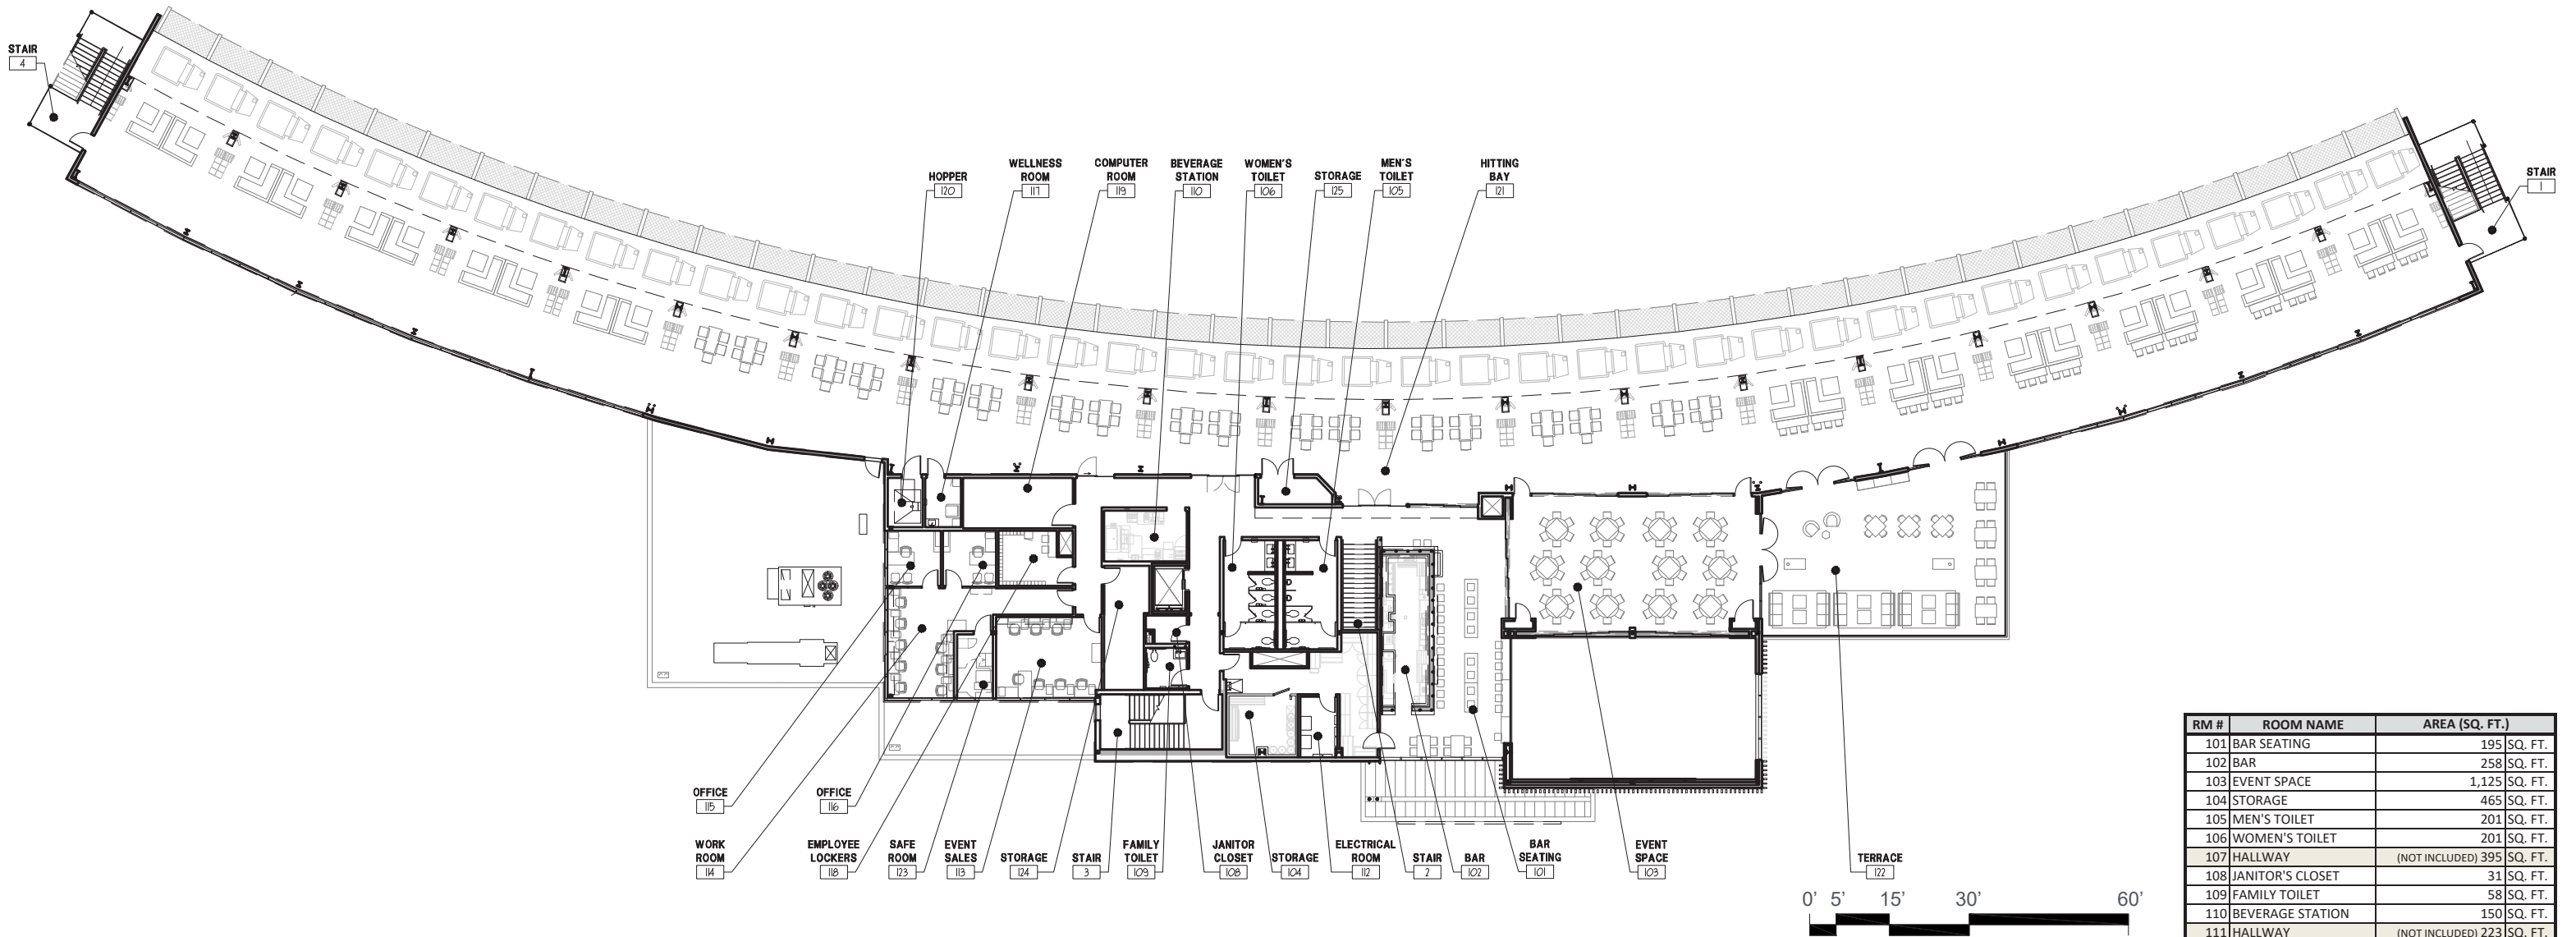 STAIR
4
STAIR
1
HOPPER
120
WELLNESS
ROOM
117
COMPUTER
ROOM
119
BEVERAGE
STATION
110
WOMEN'S
TOILET
106
STORAGE
125
MEN'S
TOILET
105
HITTING
BAY
121
OFFICE
115
OFFICE
116
WORK
ROOM
114
EMPLOYEE
LOCKERS
118
SAFE
ROOM
123
EVENT
SALES
113
STORAGE
124
STAIR
3
FAMILY
TOILET
109
JANITOR
CLOSET
108
STORAGE
104
ELECTRICAL
ROOM
112
STAIR
2
BAR
102
BAR
SEATING
101
EVENT
SPACE
103
TERRACE
122
0' 5' 15' 30' 60'
RM # ROOM NAME AREA (SQ. FT.)
101 BAR SEATING 195 SQ. FT.
102 BAR 258 SQ. FT.
103 EVENT SPACE 1,125 SQ. FT.
104 STORAGE 465 SQ. FT.
105 MEN'S TOILET 201 SQ. FT.
106 WOMEN'S TOILET 201 SQ. FT.
107 HALLWAY (NOT INCLUDED) 395 SQ. FT.
108 JANITOR'S CLOSET 31 SQ. FT.
109 FAMILY TOILET 58 SQ. FT.
110 BEVERAGE STATION 150 SQ. FT.
111 HALLWAY (NOT INCLUDED) 223 SQ. FT.